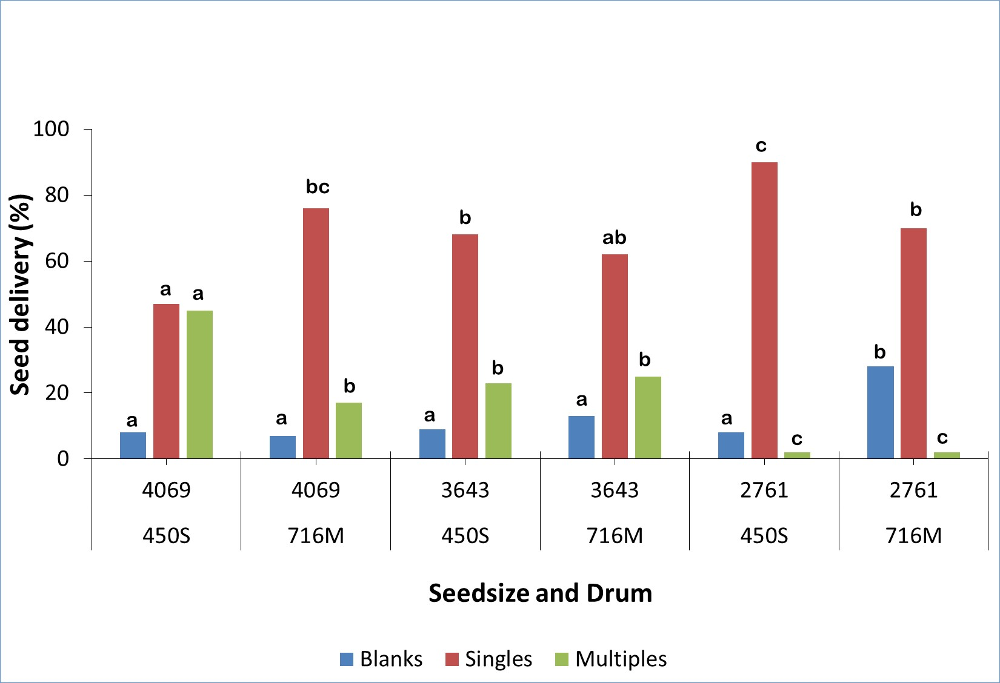 100
80
60
40
20
0
Seed delivery (%)
a a a
a bc b
a b b
a ab b
a c c
b b c
4069 4069 3643 3643 2761 2761
450S 716M 450S 716M 450S 716M
Seedsize and Drum
Blanks Singles Multiples